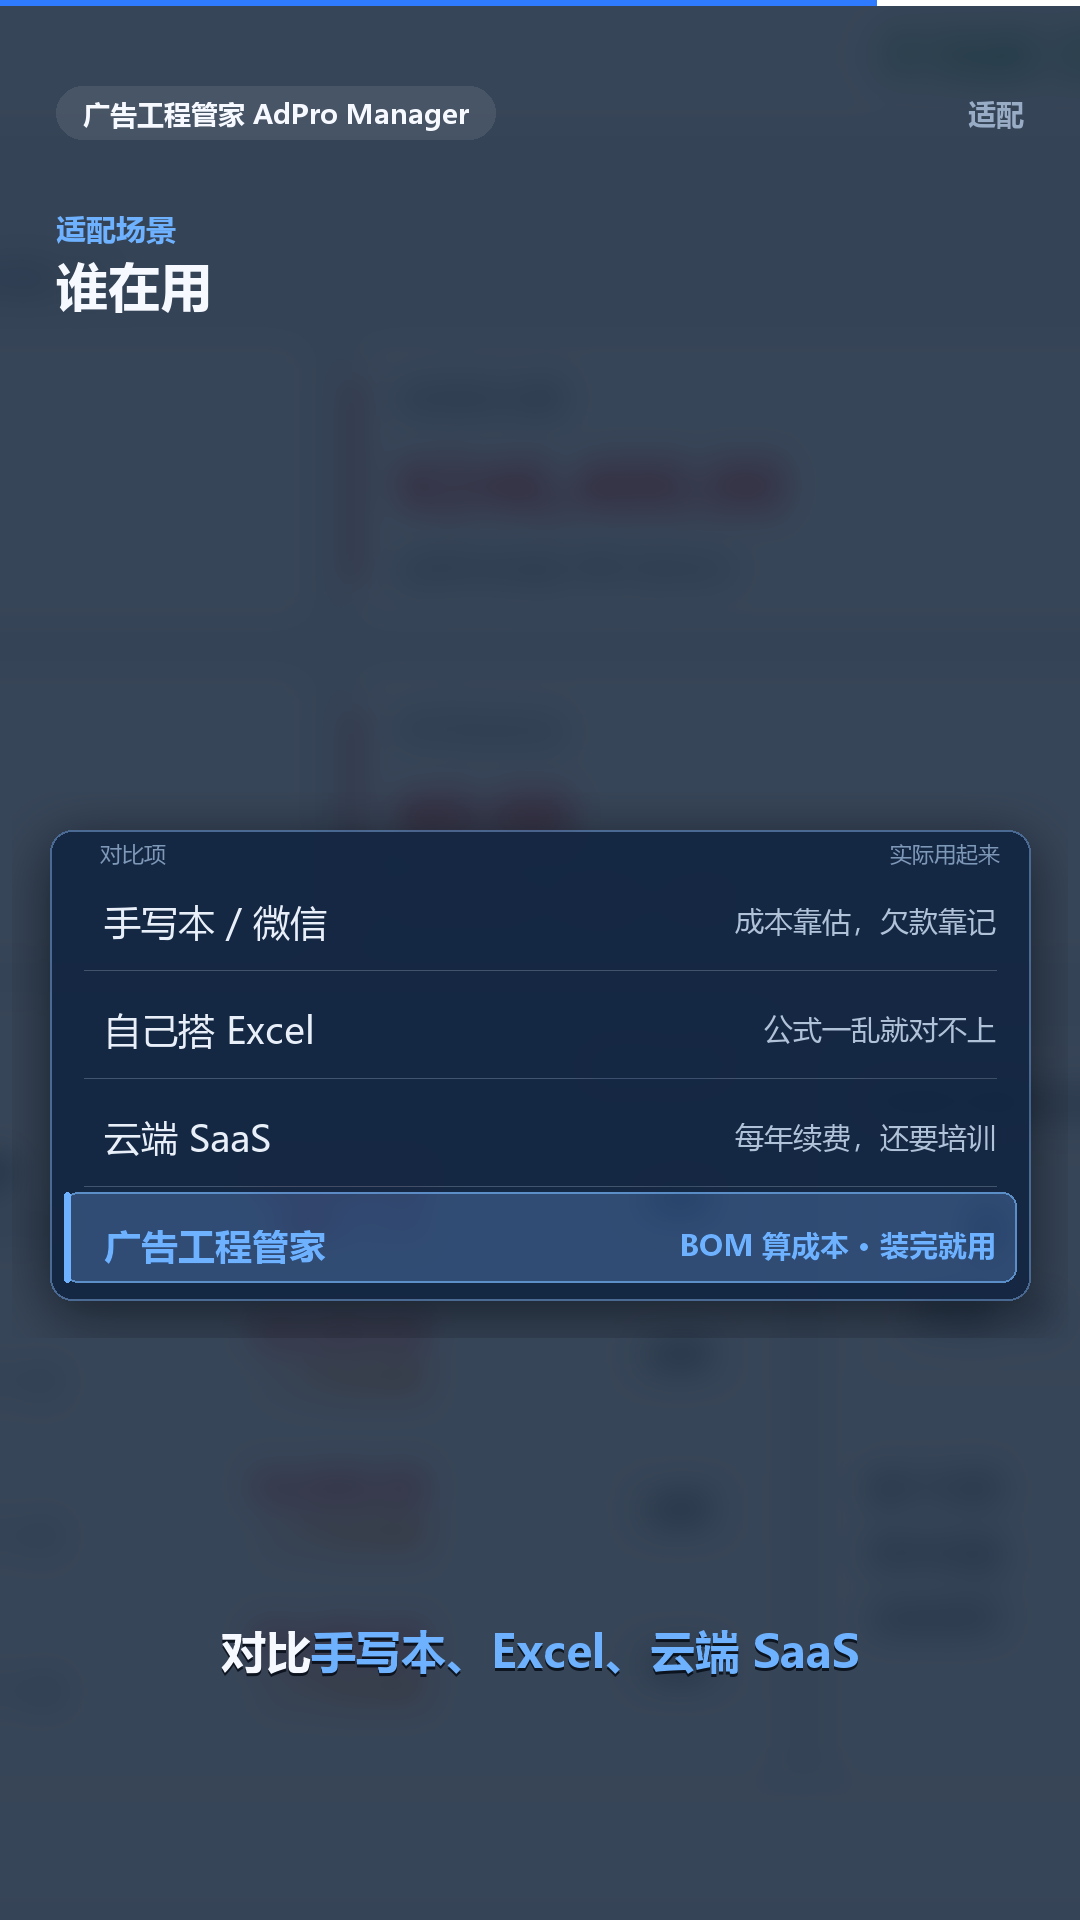 广告工程管家 AdPro Manager
适配
适配场景
谁在用
对比项 实际用起来
手写本 / 微信 成本靠估，欠款靠记
自己搭 Excel 公式一乱就对不上
云端 SaaS 每年续费，还要培训
广告工程管家 BOM 算成本 · 装完就用
对比手写本、Excel、云端 SaaS